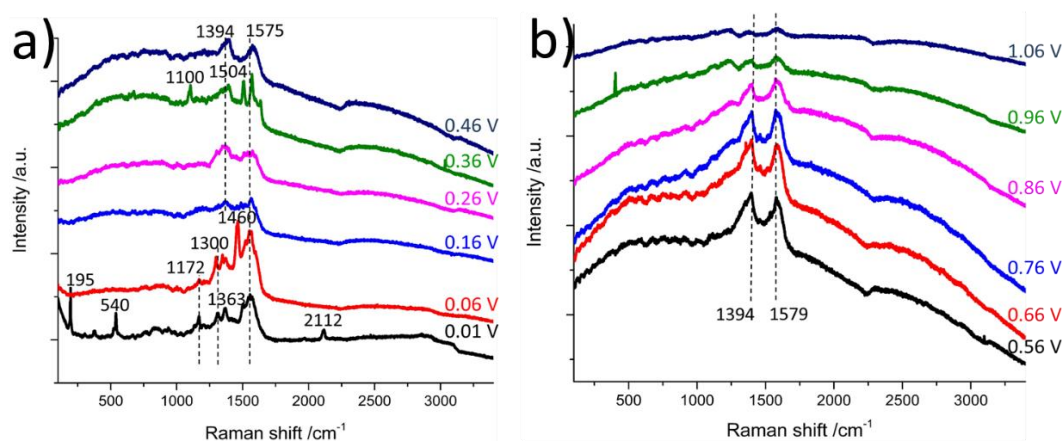 a)
1394 1575
1100 1504
0.46 V
0.36 V
0.26 V
0.16 V
1460
1300
1172
0.06 V
195
540
1363
2112
0.01 V
Intensity /a.u.
500 1000 1500 2000 2500 3000
Raman shift /cm-1
b)
1.06 V
0.96 V
0.86 V
0.76 V
0.66 V
0.56 V
1394 1579
Intensity /a.u.
500 1000 1500 2000 2500 3000
Raman shift /cm-1